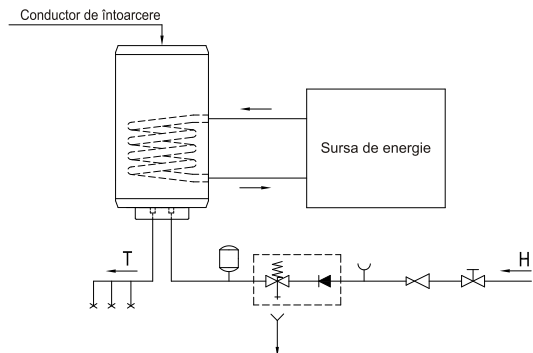 Conductor de întoarcere
Sursa de energie
T
H